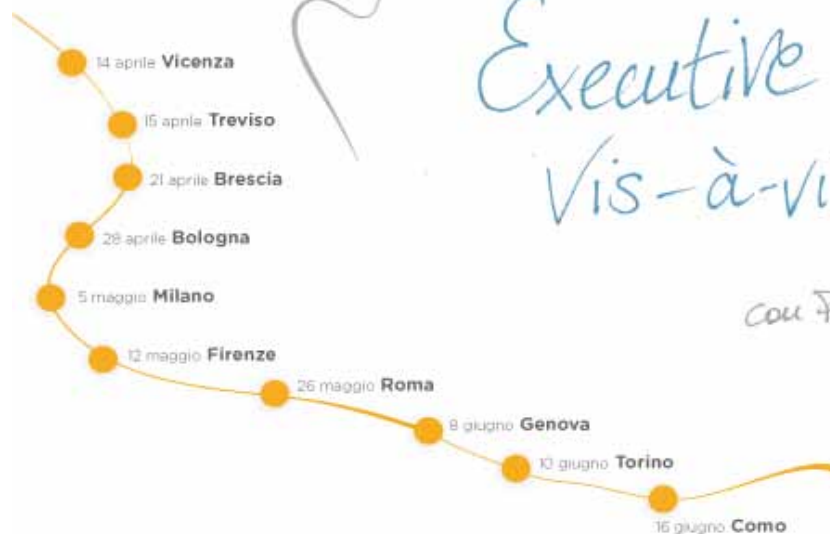 Executive
Vis-à-vi
con
14 aprile Vicenza
15 aprile Treviso
21 aprile Brescia
28 aprile Bologna
5 maggio Milano
12 maggio Firenze
26 maggio Roma
8 giugno Genova
10 giugno Torino
16 giugno Como